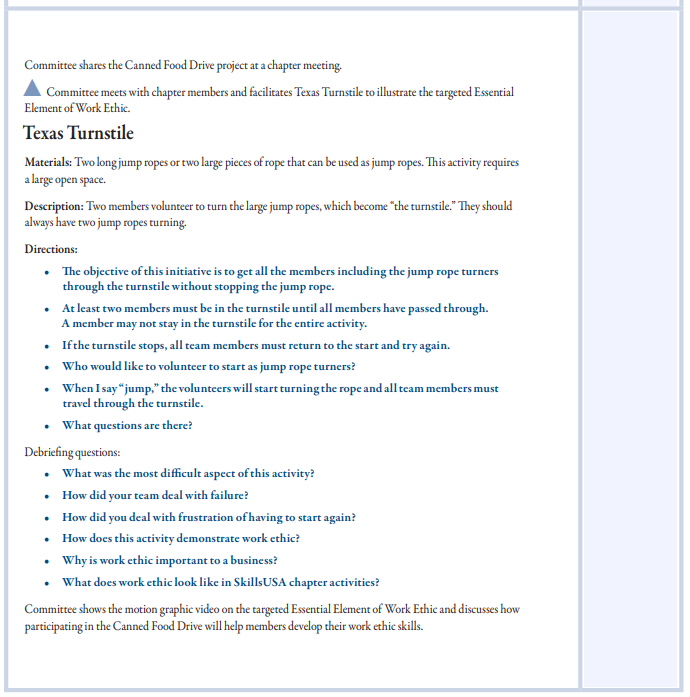 Committee shares the Canned Food Drive project at a chapter meeting.
Committee meets with chapter members and facilitates Texas Turnstile to illustrate the targeted Essential
Element of Work Ethic.
Texas Turnstile
Materials: Two long jump ropes or two large pieces of rope that can be used as jump ropes. This activity requires
a large open space.
Description: Two members volunteer to turn the large jump ropes, which become “the turnstile.” They should
always have two jump ropes turning.
Directions:
• The objective of this initiative is to get all the members including the jump rope turners
through the turnstile without stopping the jump rope.
• At least two members must be in the turnstile until all members have passed through.
A member may not stay in the turnstile for the entire activity.
• If the turnstile stops, all team members must return to the start and try again.
• Who would like to volunteer to start as jump rope turners?
• When I say “jump,” the volunteers will start turning the rope and all team members must
travel through the turnstile.
• What questions are there?
Debriefing questions:
• What was the most difficult aspect of this activity?
• How did your team deal with failure?
• How did you deal with frustration of having to start again?
• How does this activity demonstrate work ethic?
• Why is work ethic important to a business?
• What does work ethic look like in SkillsUSA chapter activities?
Committee shows the motion graphic video on the targeted Essential Element of Work Ethic and discusses how
participating in the Canned Food Drive will help members develop their work ethic skills.